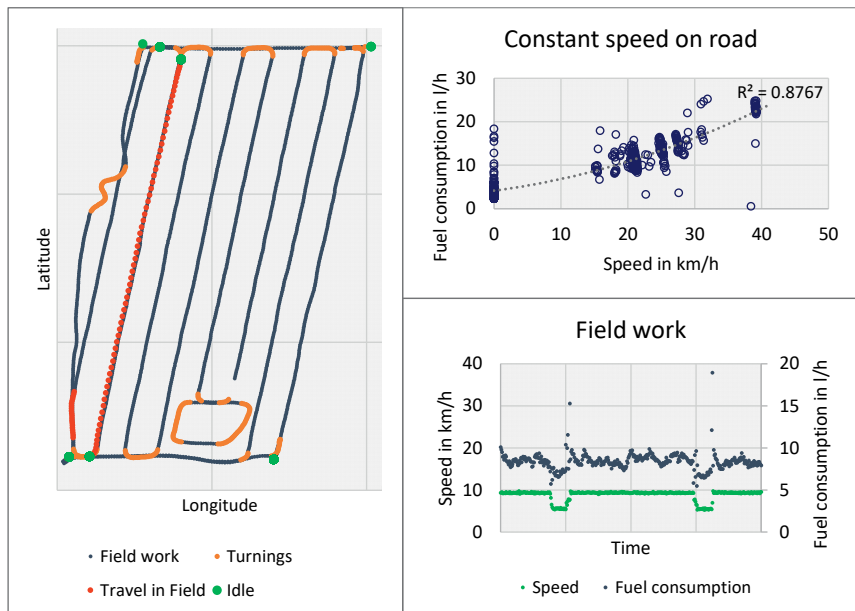 Latitude
Longitude
Field work
Turnings
Travel in Field
Idle
Constant speed on road
Fuel consumption in l/h
30
20
10
0
R² = 0.8767
0
10
20
30
40
50
Speed in km/h
Field work
Speed in km/h
40
30
20
10
0
20
15
10
5
0
Fuel consumption in l/h
Time
Speed
Fuel consumption